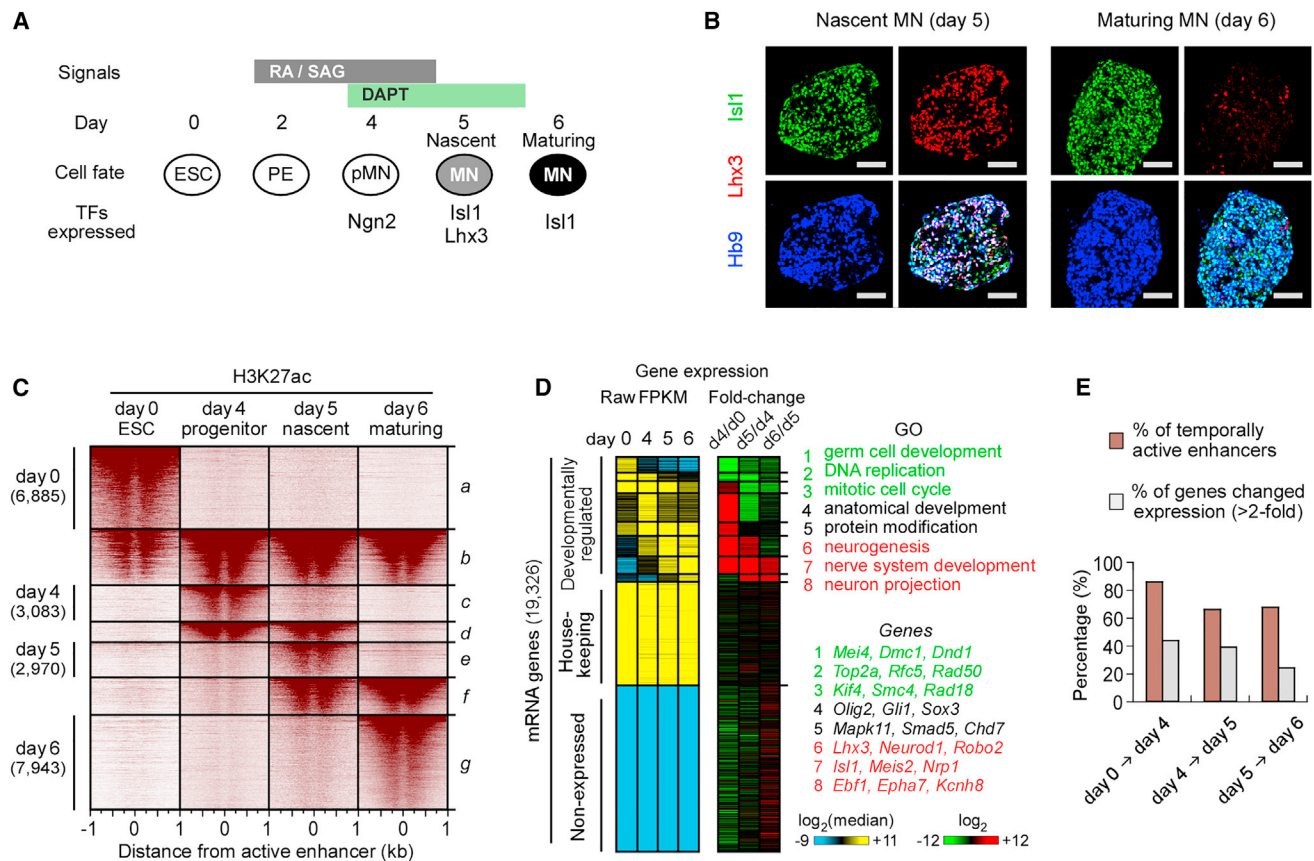 A
Signals
RA / SAG
DAPT
Day 0 2 4 5 6
Nascent Maturing
Cell fate ESC PE pMN MN MN
TFs expressed
Ngn2
Isl1 Lhx3
Isl1
B
Nascent MN (day 5)
Maturing MN (day 6)
Isl1
Lhx3
Hb9
C
H3K27ac
day 0 ESC
day 4 progenitor
day 5 nascent
day 6 maturing
day 0 (6,885)
day 4 (3,083)
day 5 (2,970)
day 6 (7,943)
a
b
c
d
e
f
g
-1 0 1 0 1 0 1 0 1
Distance from active enhancer (kb)
D
Gene expression
Raw FPKM
Fold-change
day 0 4 5 6
d4/d0
d5/d4
d6/d5
mRNA genes (19,326)
Developmentally regulated
House-keeping
Non-expressed
GO
1 germ cell development
2 DNA replication
3 mitotic cell cycle
4 anatomical develpment
5 protein modification
6 neurogenesis
7 nerve system development
8 neuron projection
Genes
1 Mei4, Dmc1, Dnd1
2 Top2a, Rfc5, Rad50
3 Kif4, Smc4, Rad18
4 Olig2, Gli1, Sox3
5 Mapk11, Smad5, Chd7
6 Lhx3, Neurod1, Robo2
7 Isl1, Meis2, Nrp1
8 Ebf1, Epha7, Kcnh8
log2(median)
-9 +11
log2
-12 +12
E
% of temporally active enhancers
% of genes changed expression (>2-fold)
Percentage (%)
100
80
60
40
20
0
day 0 → day 4
day 4 → day 5
day 5 → day 6